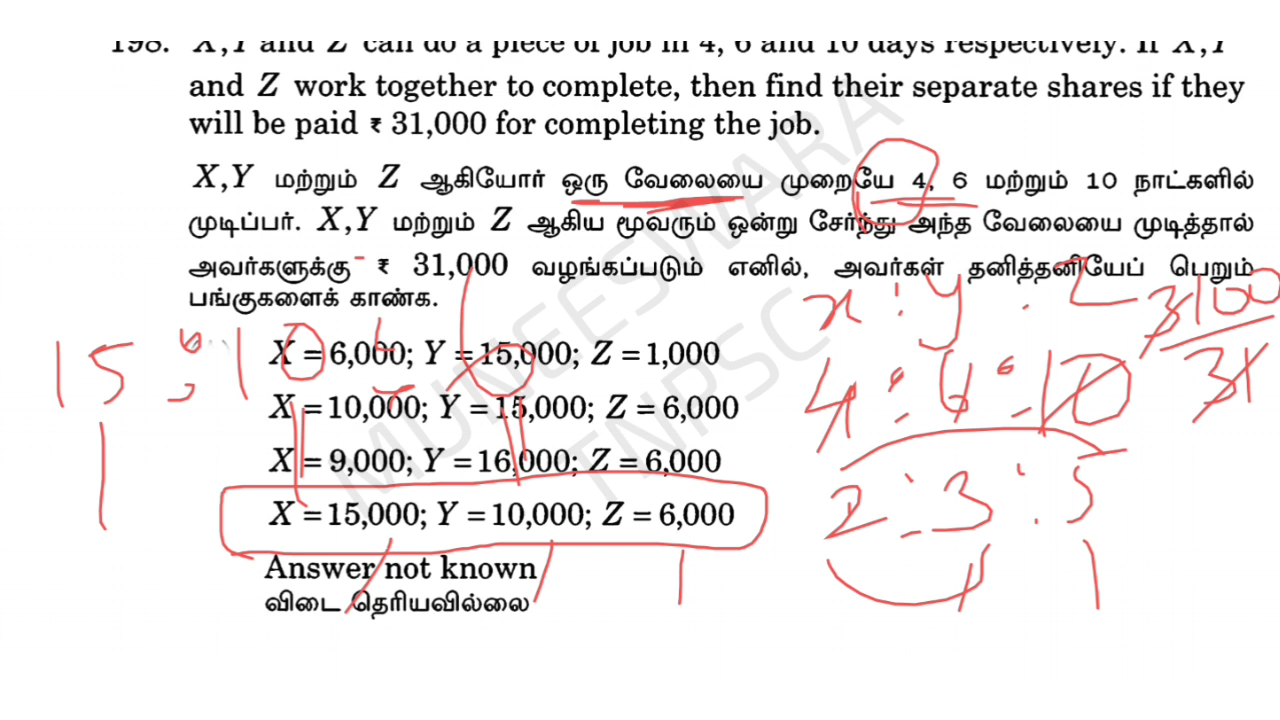 198. X, Y and Z can do a piece of job in 4, 6 and 10 days respectively. If X, Y
and Z work together to complete, then find their separate shares if they
will be paid ₹ 31,000 for completing the job.
X, Y மற்றும் Z ஆகியோர் ஒரு வேலையை முறையே 4, 6 மற்றும் 10 நாட்களில்
முடிப்பர். X, Y மற்றும் Z ஆகிய மூவரும் ஒன்று சேர்ந்து அந்த வேலையை முடித்தால்
அவர்களுக்கு ₹ 31,000 வழங்கப்படும் எனில், அவர்கள் தனித்தனியேப் பெறும்
பங்குகளைக் காண்க.
X = 6,000; Y = 15,000; Z = 1,000
X = 10,000; Y = 15,000; Z = 6,000
X = 9,000; Y = 16,000; Z = 6,000
X = 15,000; Y = 10,000; Z = 6,000
Answer not known
விடை தெரியவில்லை
x : y : Z
4 : 6 : 10
2 : 3 : 5
3100
31
15 : 10
6
MUNEESWARA
TNPSC